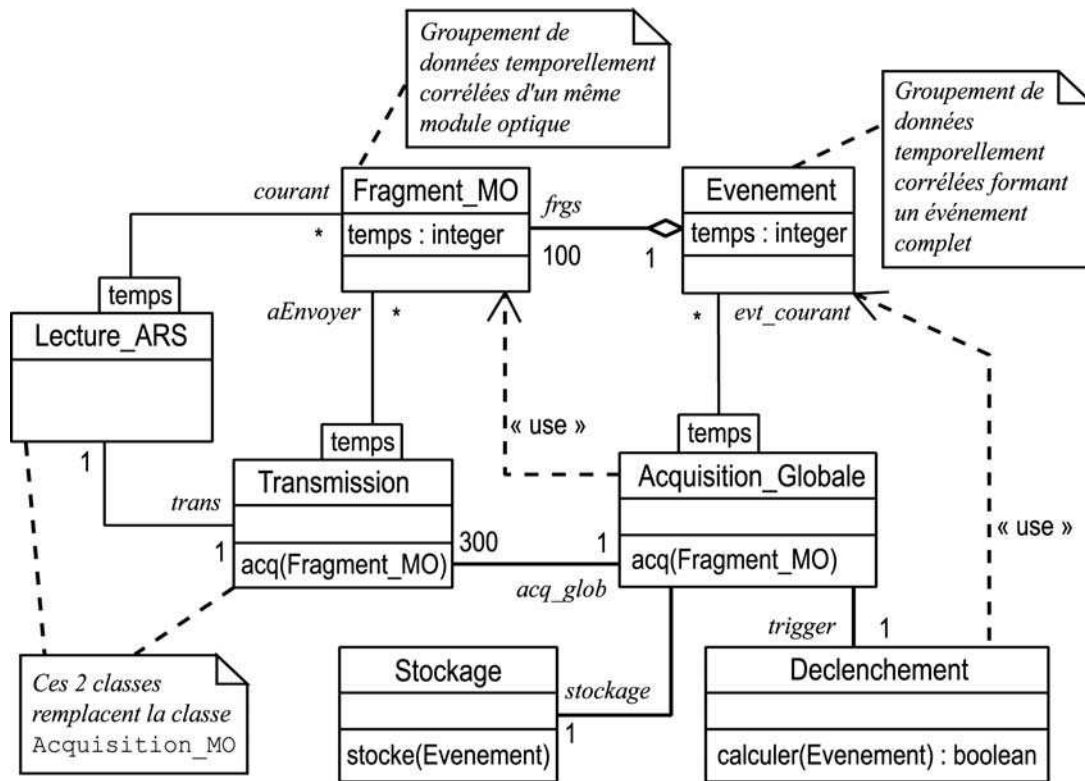 Groupement de
données temporellement
corrélées d'un même
module optique
Groupement de
données
temporellement
corrélées formant
un événement
complet
courant
Fragment_MO
frgs
Evenement
temps : integer
temps : integer
*
100
1
temps
aEnvoyer
*
*
evt_courant
Lecture_ARS
« use »
temps
temps
1
Transmission
Acquisition_Globale
trans
« use »
300
1
1
acq(Fragment_MO)
acq(Fragment_MO)
acq_glob
trigger
1
Ces 2 classes
remplacent la classe
Acquisition_MO
Stockage
stockage
Declenchement
1
stocke(Evenement)
calculer(Evenement) : boolean